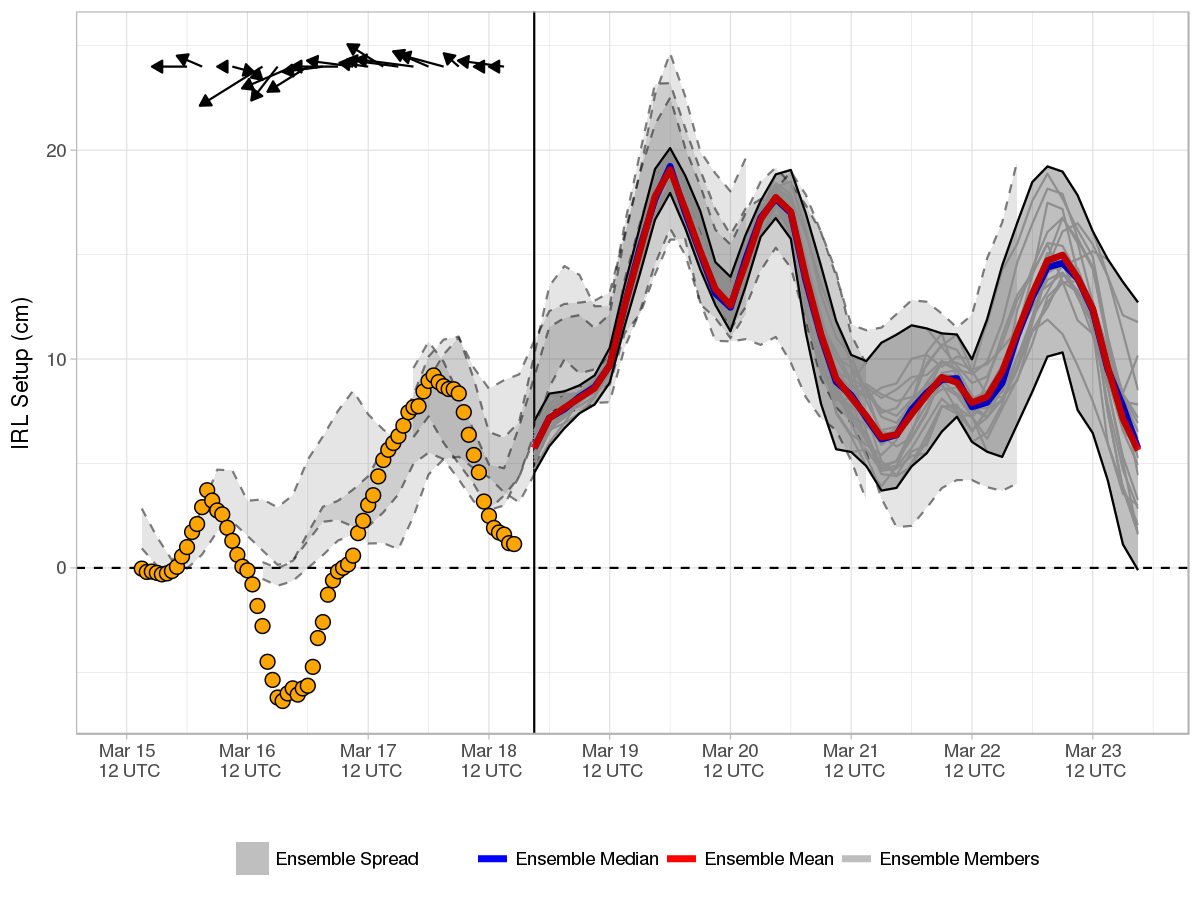 IRL Setup (cm)
20
10
0
Mar 15 Mar 16 Mar 17 Mar 18 Mar 19 Mar 20 Mar 21 Mar 22 Mar 23
12 UTC 12 UTC 12 UTC 12 UTC 12 UTC 12 UTC 12 UTC 12 UTC 12 UTC
Ensemble Spread Ensemble Median Ensemble Mean Ensemble Members